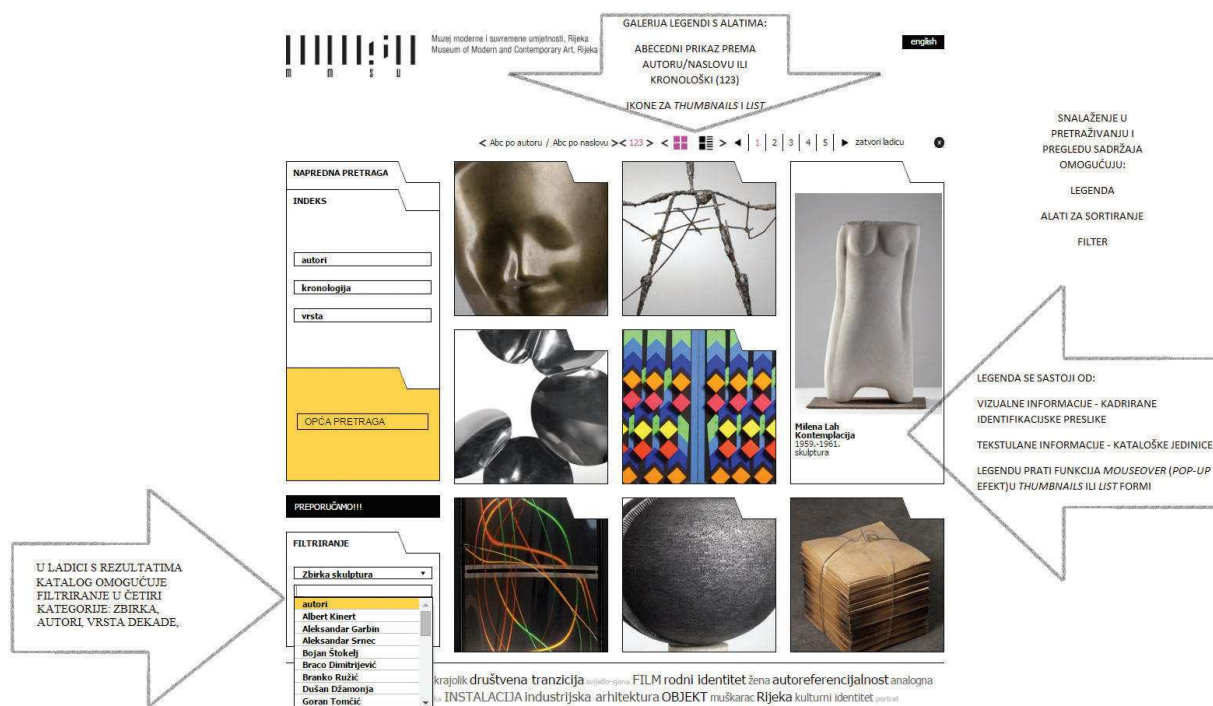 GALERIJA LEGENDI S ALATIMA:
ABECEDNI PRIKAZ PREMA
AUTORU/NASLOVU ILI
KRONOLOŠKI (123)
IKONE ZA THUMBNAILS I LIST
mmsu
Muzej moderne i suvremene umjetnosti, Rijeka
Museum of Modern and Contemporary Art, Rijeka
english
< Abc po autoru / Abc po naslovu >< 123 > < > ◄ | 1 | 2 | 3 | 4 | 5 | ► zatvori ladicu x
SNALAŽENJE U
PRETRAŽIVANJU I
PREGLEDU SADRŽAJA
OMOGUĆUJU:
LEGENDA
ALATI ZA SORTIRANJE
FILTER
NAPREDNA PRETRAGA
INDEKS
autori
kronologija
vrsta
OPĆA PRETRAGA
PREPORUČAMO!!!
FILTRIRANJE
Zbirka skulptura
autori
Albert Kinert
Aleksandar Garbin
Aleksandar Srnec
Bojan Štokelj
Braco Dimitrijević
Branko Ružić
Dušan Džamonja
Goran Tomčić
Milena Lah
Kontemplacija
1959.-1961.
skulptura
LEGENDA SE SASTOJI OD:
VIZUALNE INFORMACIJE - KADRIRANE
IDENTIFIKACIJSKE PRESLIKE
TEKSTULANE INFORMACIJE - KATALOŠKE JEDINICE
LEGENDU PRATI FUNKCIJA MOUSEOVER (POP-UP
EFEKT)U THUMBNAILS ILI LIST FORMI
U LADICI S REZULTATIMA
KATALOG OMOGUĆUJE
FILTRIRANJE U ČETIRI
KATEGORIJE: ZBIRKA,
AUTORI, VRSTA DEKADE,
krajolik društvena tranzicija svjetlo-sjena FILM rodni identitet žena autoreferencijalnost analogna
INSTALACIJA industrijska arhitektura OBJEKT muškarac Rijeka kulturni identitet portret